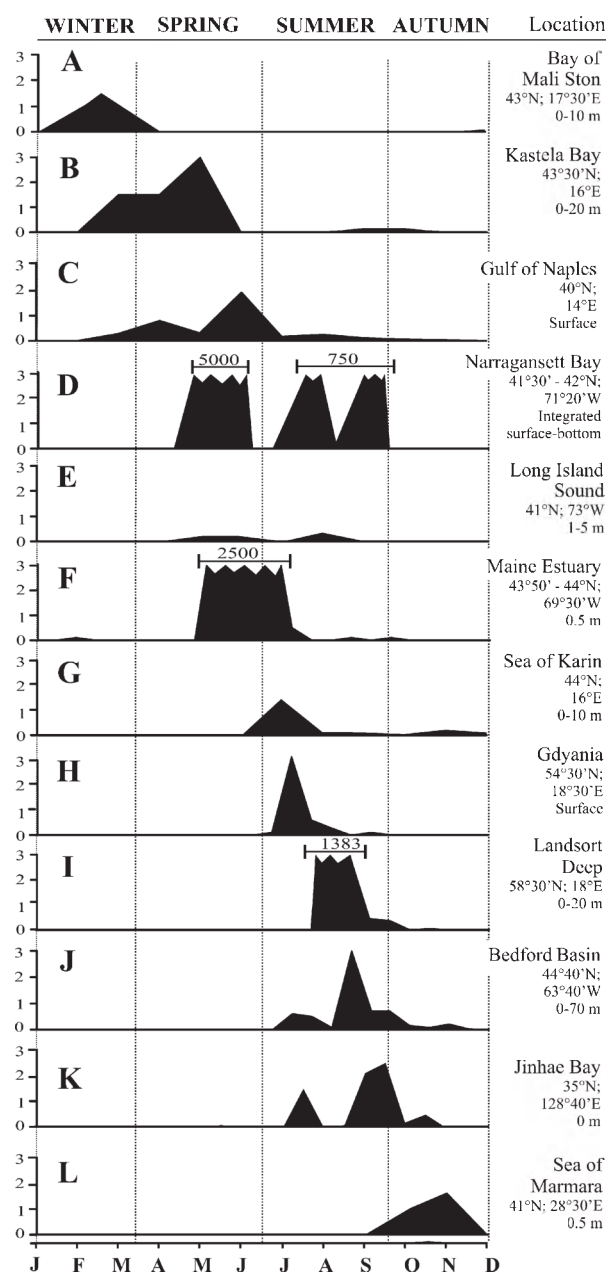 WINTER SPRING SUMMER AUTUMN Location
3
2
1
0
A
Bay of
Mali Ston
43°N; 17°30'E
0-10 m
3
2
1
0
B
Kastela Bay
43°30'N;
16°E
0-20 m
3
2
1
0
C
Gulf of Naples
40°N;
14°E
Surface
3
2
1
0
D
5000
750
Narragansett Bay
41°30' - 42°N;
71°20'W
Integrated
surface-bottom
3
2
1
0
E
Long Island
Sound
41°N; 73°W
1-5 m
3
2
1
0
F
2500
Maine Estuary
43°50' - 44°N;
69°30'W
0.5 m
3
2
1
0
G
Sea of Karin
44°N;
16°E
0-10 m
3
2
1
0
H
Gdyania
54°30'N;
18°30'E
Surface
3
2
1
0
I
1383
Landsort
Deep
58°30'N; 18°E
0-20 m
3
2
1
0
J
Bedford Basin
44°40'N;
63°40'W
0-70 m
3
2
1
0
K
Jinhae Bay
35°N;
128°40'E
0 m
3
2
1
0
L
Sea of
Marmara
41°N; 28°30'E
0.5 m
J F M A M J J A S O N D